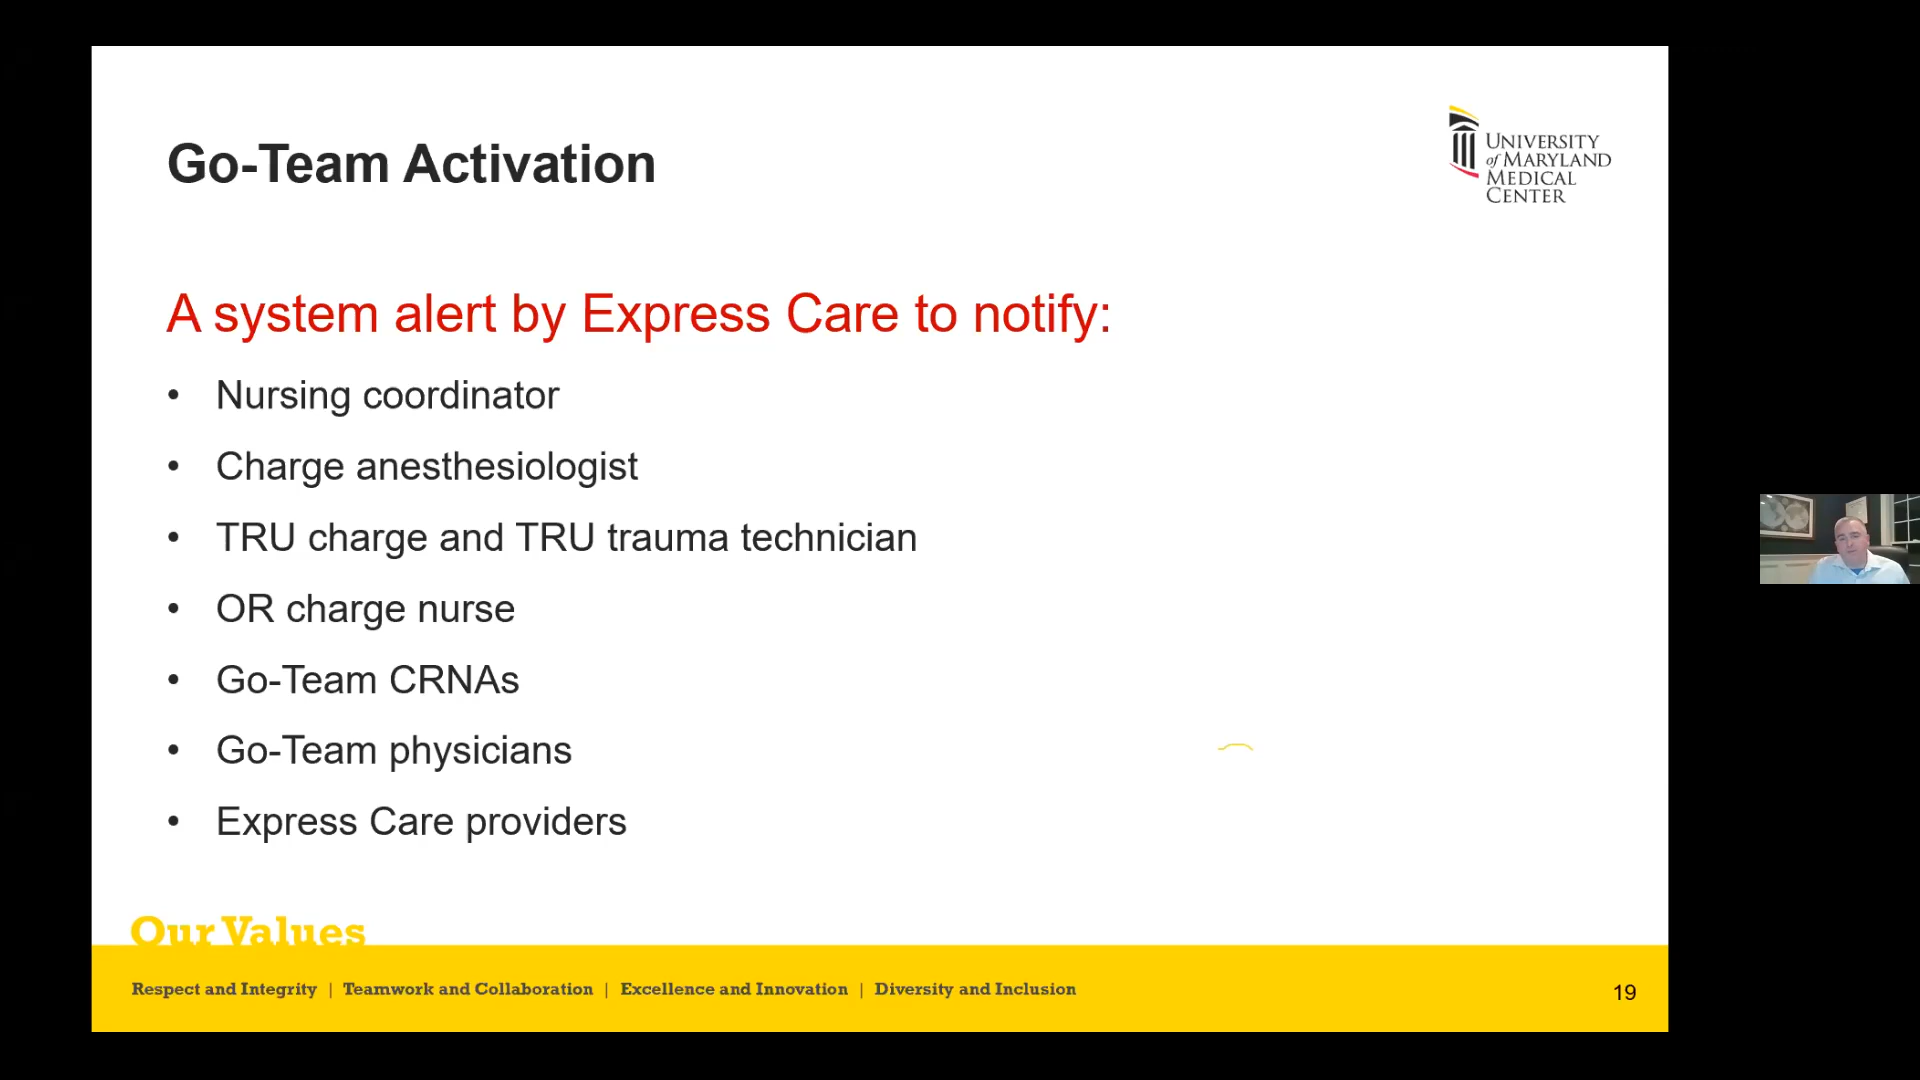 Go-Team Activation
UNIVERSITY
of MARYLAND
MEDICAL
CENTER
A system alert by Express Care to notify:
• Nursing coordinator
• Charge anesthesiologist
• TRU charge and TRU trauma technician
• OR charge nurse
• Go-Team CRNAs
• Go-Team physicians
• Express Care providers
Our Values
Respect and Integrity | Teamwork and Collaboration | Excellence and Innovation | Diversity and Inclusion
19